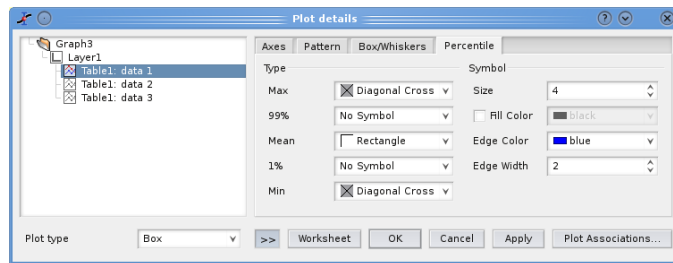 Plot details
Graph3
Layer1
Table1: data 1
Table1: data 2
Table1: data 3
Axes Pattern Box/Whiskers Percentile
Type Symbol
Max Diagonal Cross Size 4
99% No Symbol Fill Color black
Mean Rectangle Edge Color blue
1% No Symbol Edge Width 2
Min Diagonal Cross
Plot type Box >> Worksheet OK Cancel Apply Plot Associations...